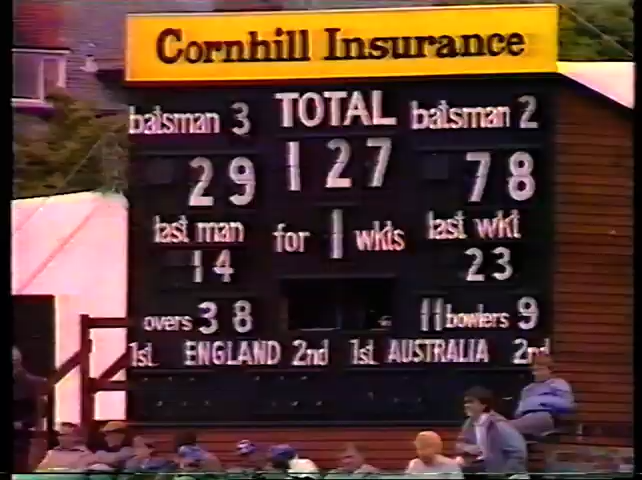 Cornhill Insurance
batsman 3 TOTAL batsman 2
29 127 78
last man for 1 wkts last wkt
14 23
overs 38 11 bowlers 9
1st ENGLAND 2nd 1st AUSTRALIA 2nd